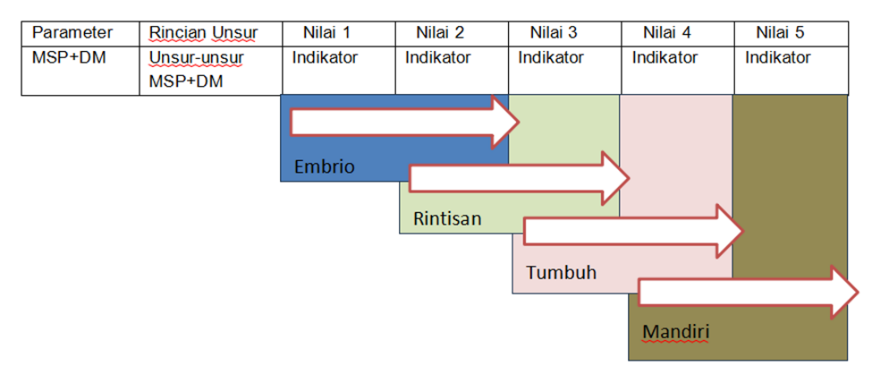 Parameter Rincian Unsur Nilai 1 Nilai 2 Nilai 3 Nilai 4 Nilai 5
MSP+DM Unsur-unsur Indikator Indikator Indikator Indikator Indikator
MSP+DM
Embrio
Rintisan
Tumbuh
Mandiri